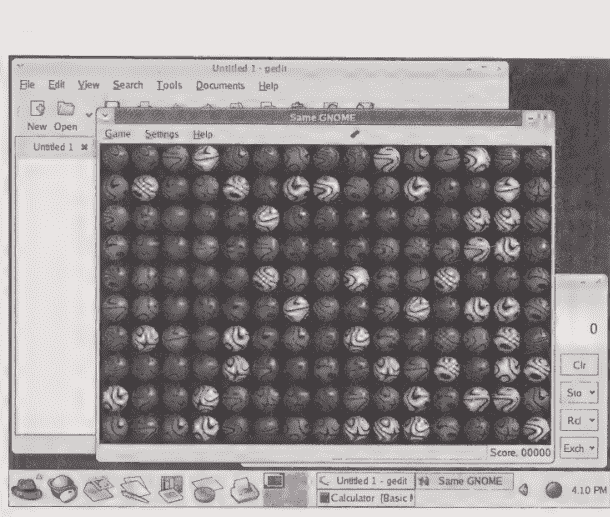 Untitled 1 - gedit
File Edit View Search Tools Documents Help
New Open
Untitled 1
Same GNOME
Game Settings Help
0
Clr
Sto
Rcl
Exch
Score: 00000
Untitled 1 - gedit
Same GNOME
Calculator (Basic
4:10 PM